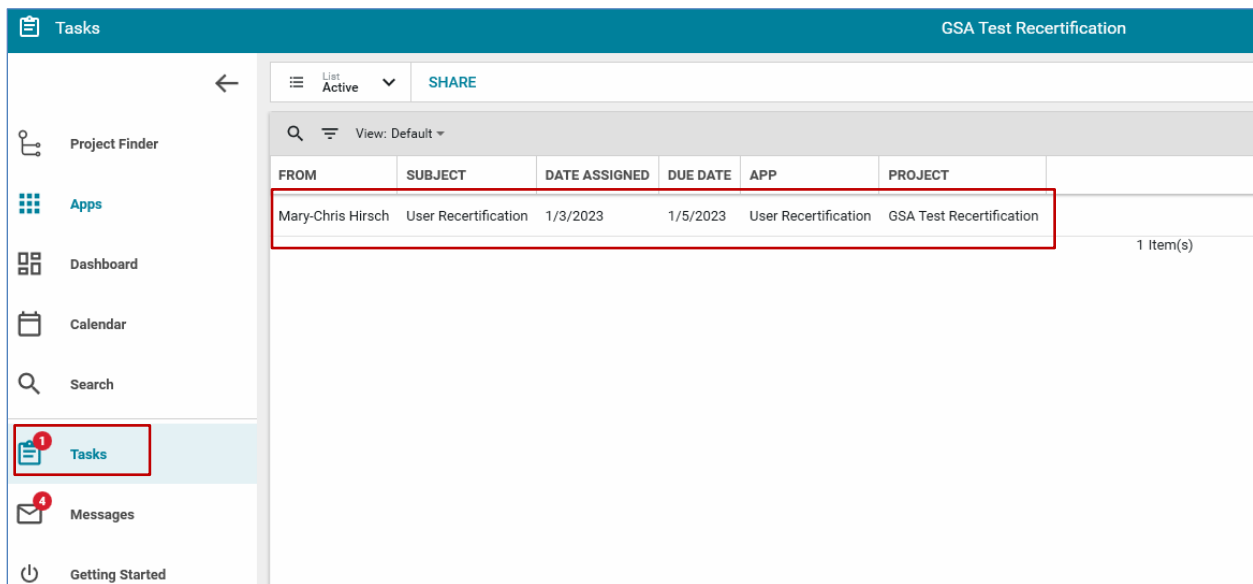 Tasks
GSA Test Recertification
List
Active
SHARE
Project Finder
Apps
Dashboard
Calendar
Search
1
Tasks
4
Messages
Getting Started
View: Default
FROM SUBJECT DATE ASSIGNED DUE DATE APP PROJECT
Mary-Chris Hirsch User Recertification 1/3/2023 1/5/2023 User Recertification GSA Test Recertification
1 Item(s)